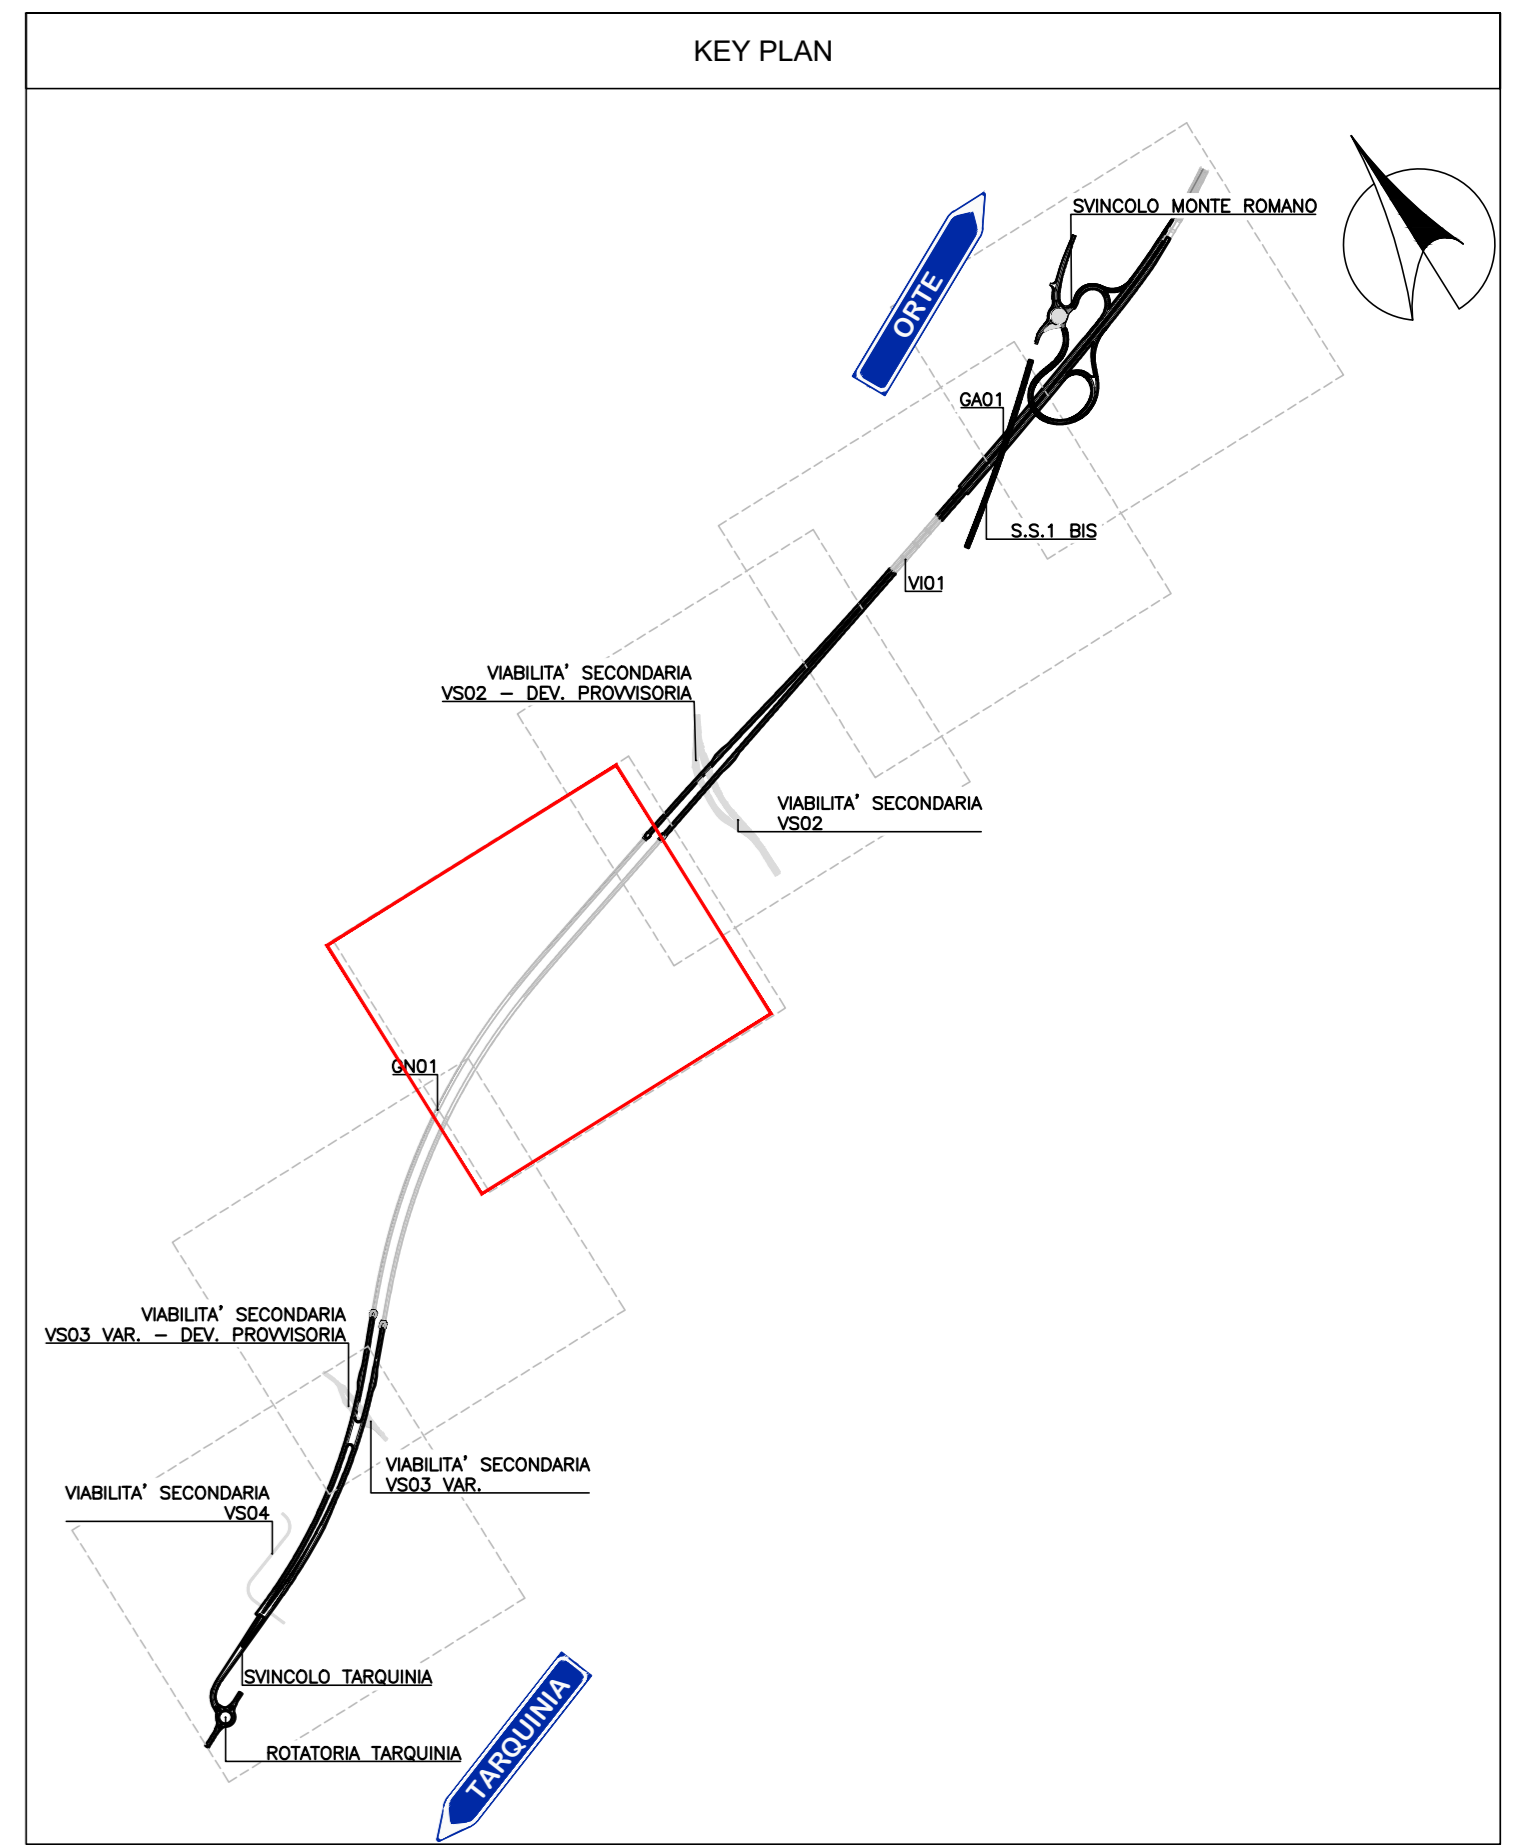 KEY PLAN
SVINCOLO MONTE ROMANO
ORTE
GA01
S.S.1 BIS
VI01
VIABILITA' SECONDARIA
VS02 - DEV. PROVVISORIA
VIABILITA' SECONDARIA
VS02
GN01
VIABILITA' SECONDARIA
VS03 VAR. - DEV. PROVVISORIA
VIABILITA' SECONDARIA
VS03 VAR.
VIABILITA' SECONDARIA
VS04
SVINCOLO TARQUINIA
TARQUINIA
ROTATORIA TARQUINIA